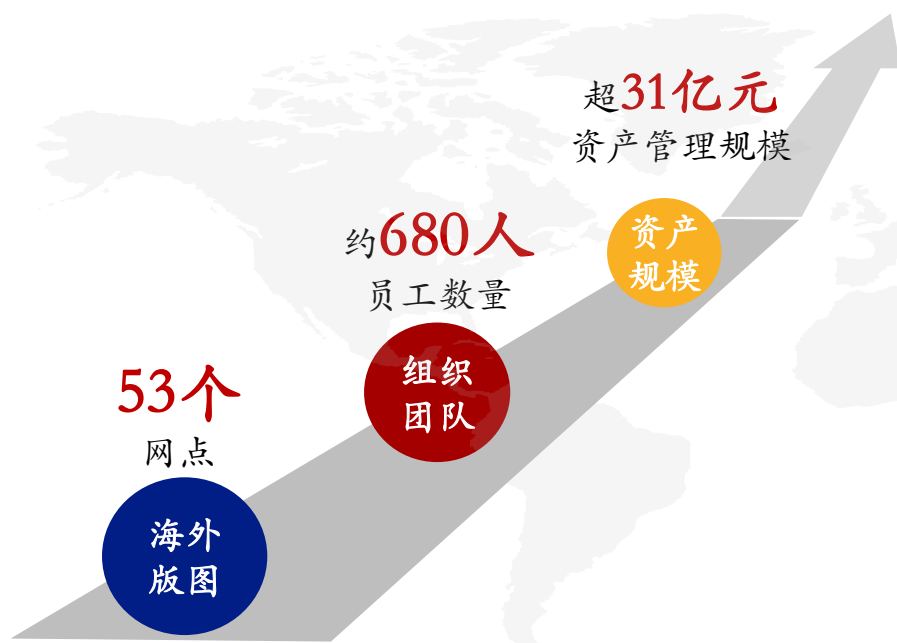 超31亿元
资产管理规模
资产
规模
约680人
员工数量
组织
团队
53个
网点
海外
版图